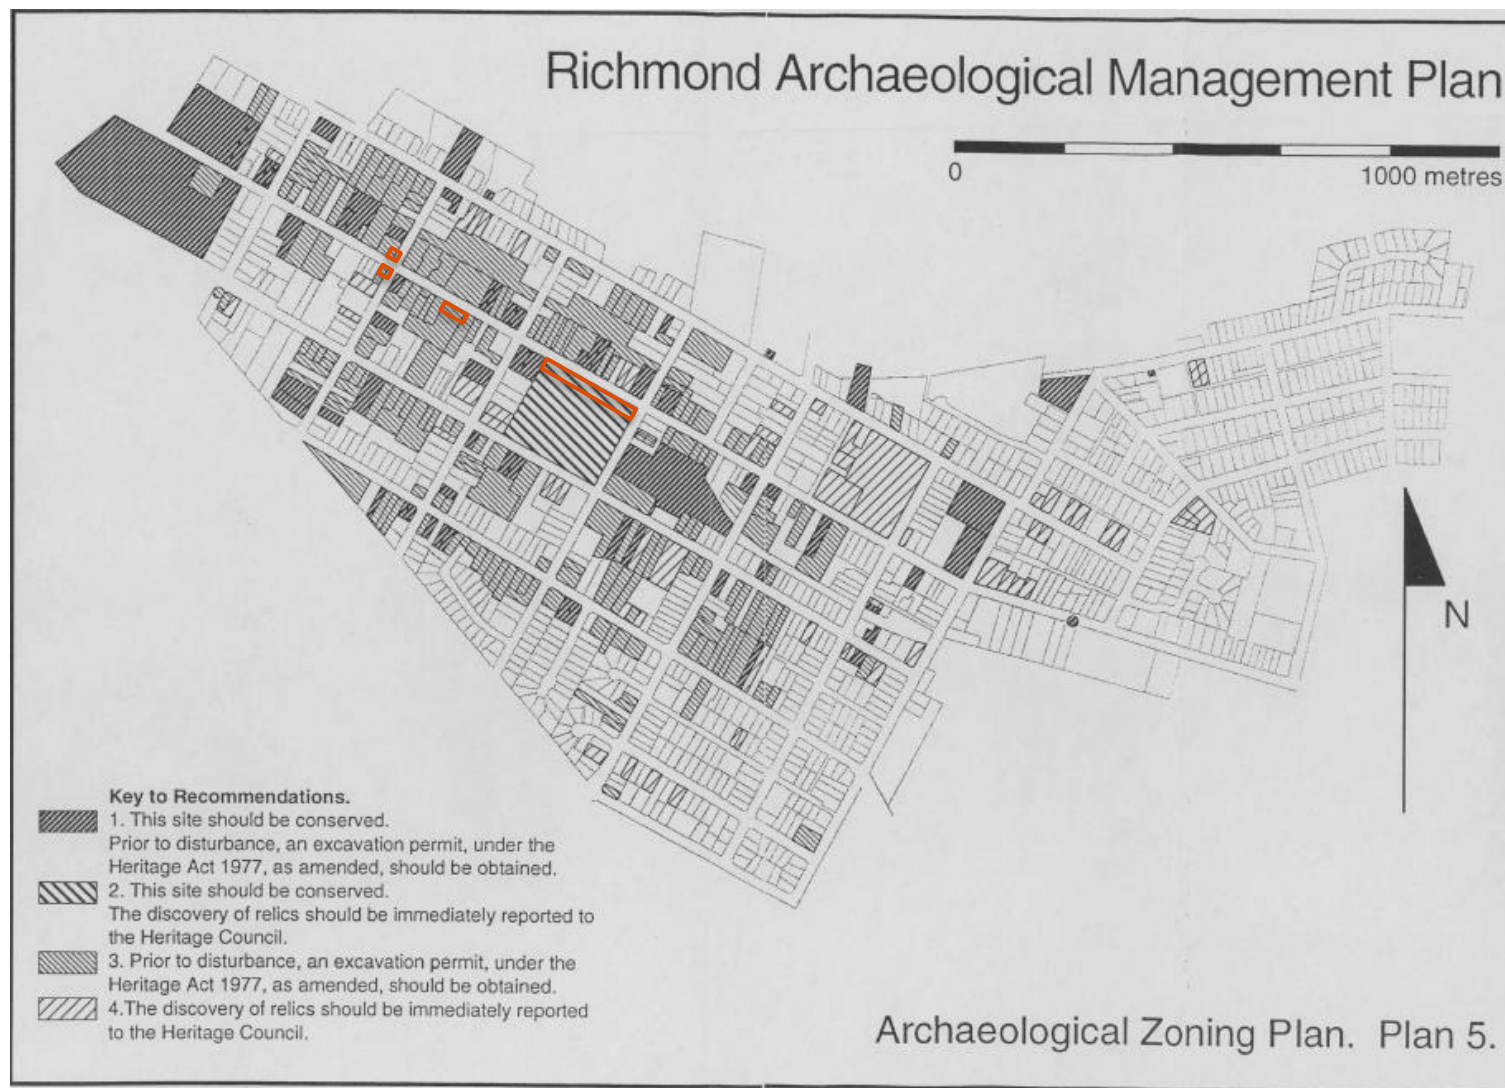 Richmond Archaeological Management Plan
0
1000 metres
N
Key to Recommendations.
1. This site should be conserved.
Prior to disturbance, an excavation permit, under the
Heritage Act 1977, as amended, should be obtained.
2. This site should be conserved.
The discovery of relics should be immediately reported to
the Heritage Council.
3. Prior to disturbance, an excavation permit, under the
Heritage Act 1977, as amended, should be obtained.
4.The discovery of relics should be immediately reported
to the Heritage Council.
Archaeological Zoning Plan. Plan 5.